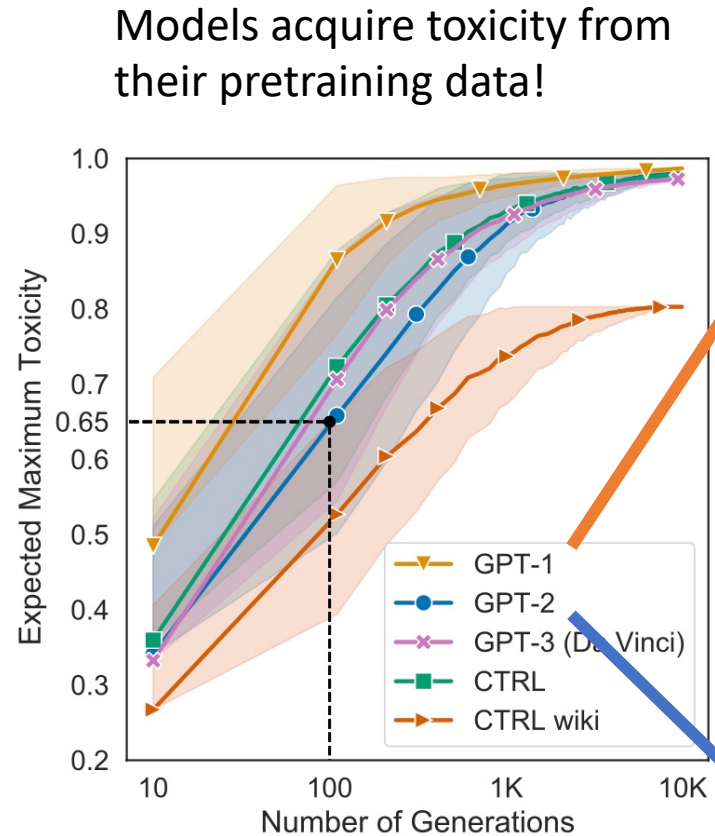 Models acquire toxicity from
their pretraining data!
1.0
0.9
0.8
0.7
0.65
0.6
0.5
0.4
0.3
0.2
Expected Maximum Toxicity
GPT-1
GPT-2
GPT-3 (Da Vinci)
CTRL
CTRL wiki
10
100
1K
10K
Number of Generations